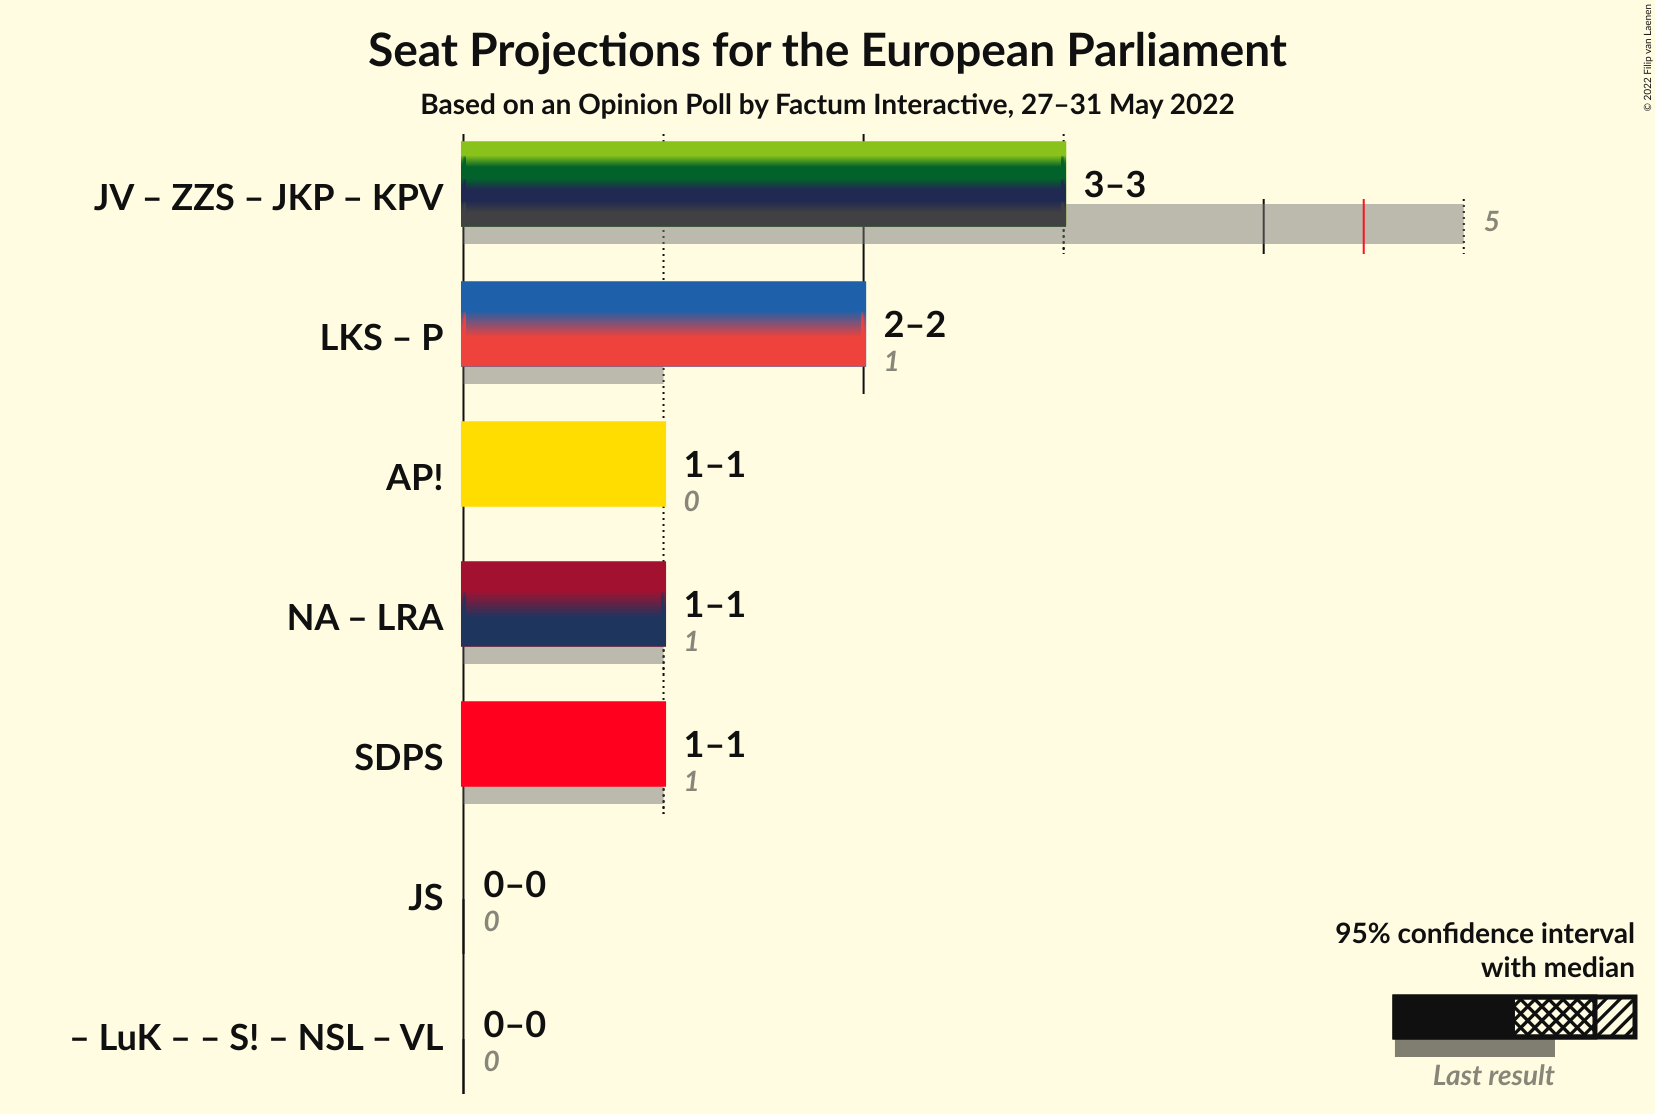 Seat Projections for the European Parliament
Based on an Opinion Poll by Factum Interactive, 27–31 May 2022
© 2022 Filip van Laenen
JV – ZZS – JKP – KPV
3–3
5
LKS – P
2–2
1
AP!
1–1
0
NA – LRA
1–1
1
SDPS
1–1
1
JS
0–0
0
– LuK – – S! – NSL – VL
0–0
0
95% confidence interval
with median
Last result